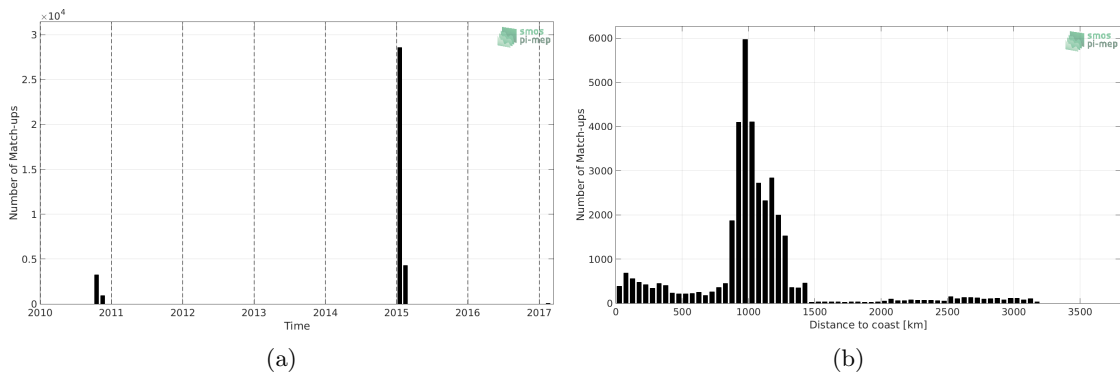 ×10⁴
3
2.5
2
1.5
1
0.5
0
2010 2011 2012 2013 2014 2015 2016 2017
Time
Number of Match-ups
smos
pi-mep
(a)
6000
5000
4000
3000
2000
1000
0
0 500 1000 1500 2000 2500 3000 3500
Distance to coast [km]
Number of Match-ups
smos
pi-mep
(b)